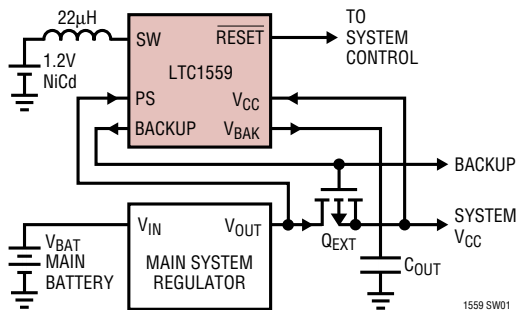 22µH
1.2V
NiCd
SW
RESET
LTC1559
PS
VCC
BACKUP
VBAK
TO
SYSTEM
CONTROL
BACKUP
SYSTEM
VCC
VBAT
MAIN
BATTERY
VIN
VOUT
MAIN SYSTEM
REGULATOR
QEXT
COUT
1559 SW01